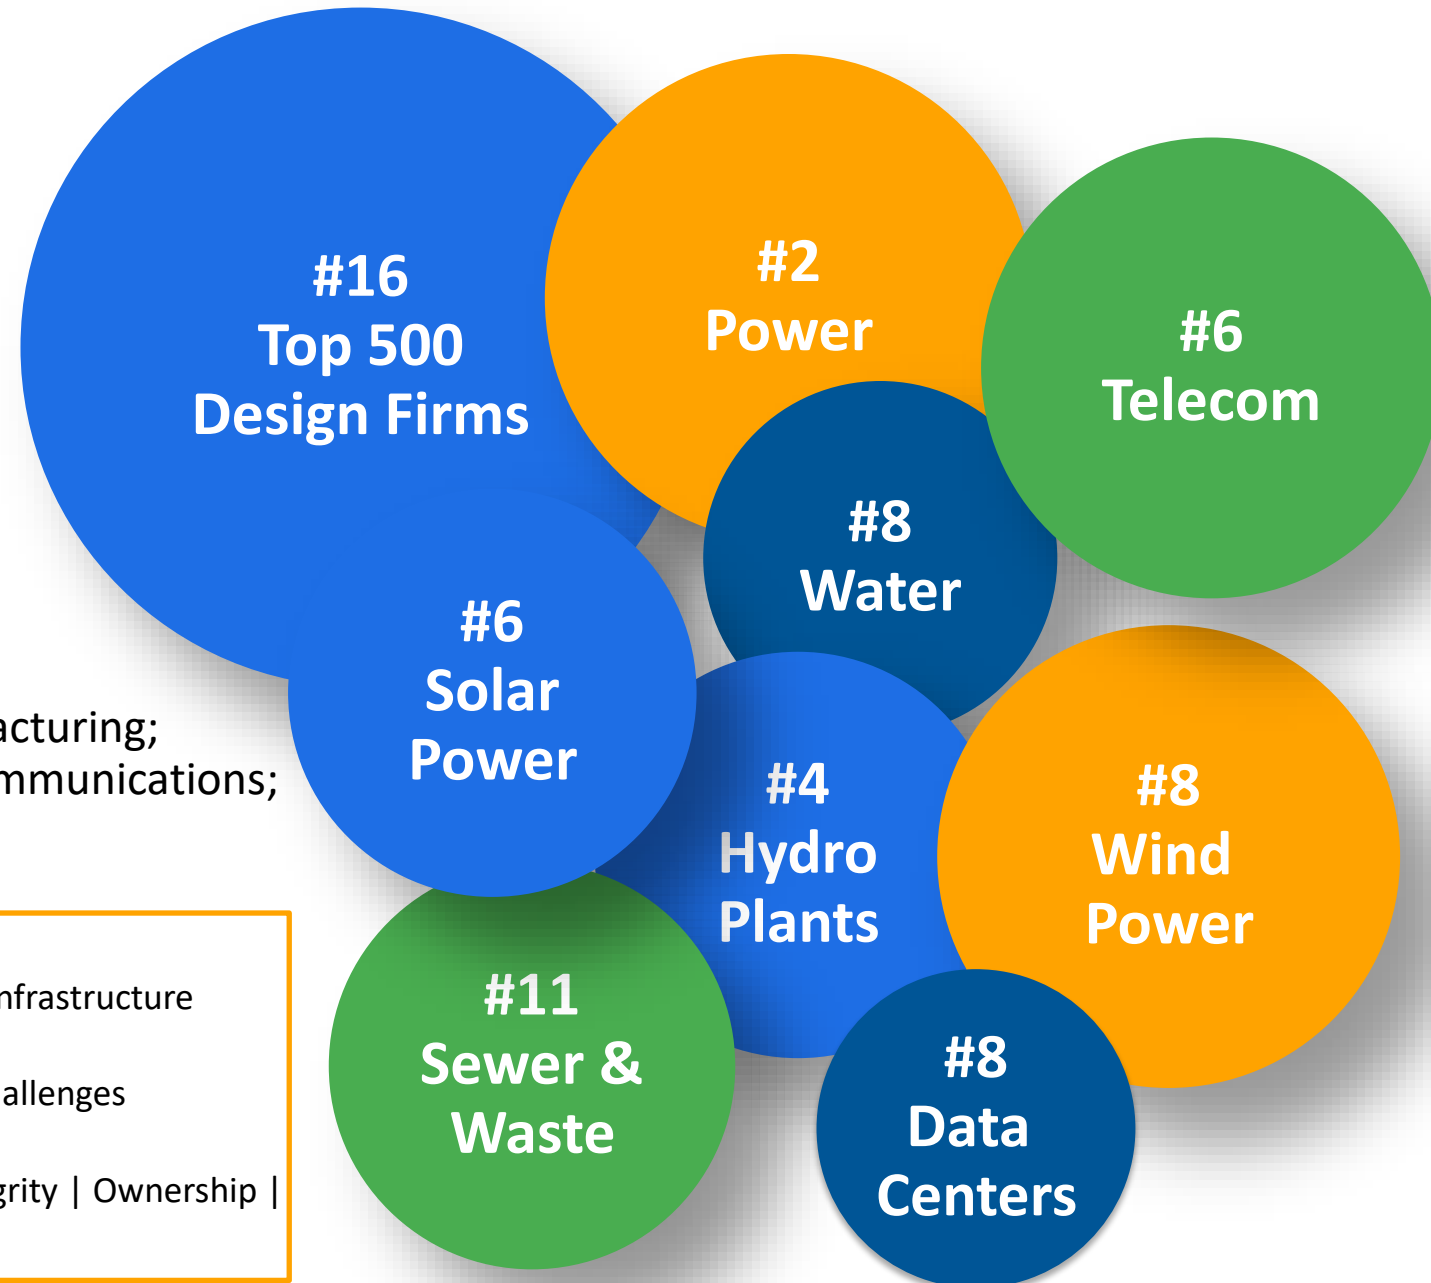 #16
Top 500
Design Firms
#2
Power
#6
Telecom
#8
Water
#6
Solar
Power
#4
Hydro
Plants
#8
Wind
Power
#11
Sewer &
Waste
#8
Data
Centers
acturing;
mmunications;
nfrastructure
allenges
grity | Ownership |